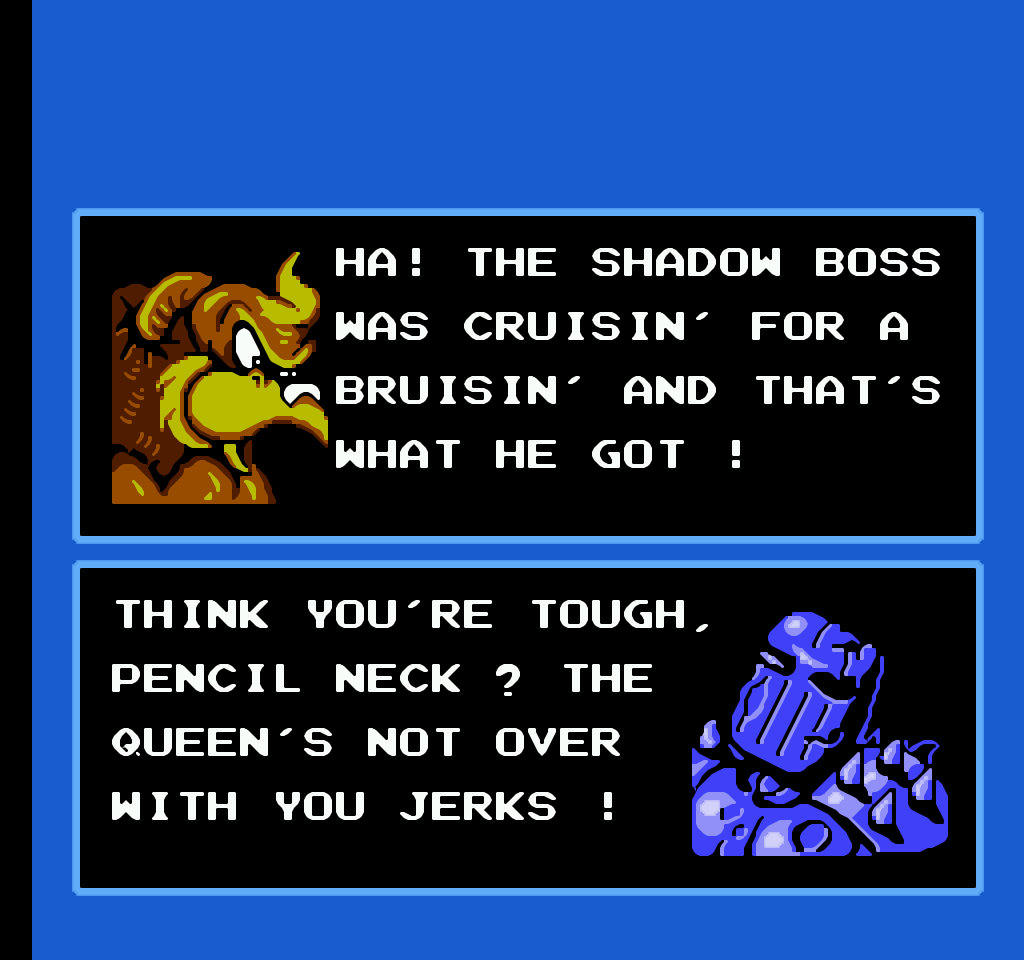 HA! THE SHADOW BOSS
WAS CRUISIN´ FOR A
BRUISIN´ AND THAT´S
WHAT HE GOT !
THINK YOU´RE TOUGH,
PENCIL NECK ? THE
QUEEN´S NOT OVER
WITH YOU JERKS !